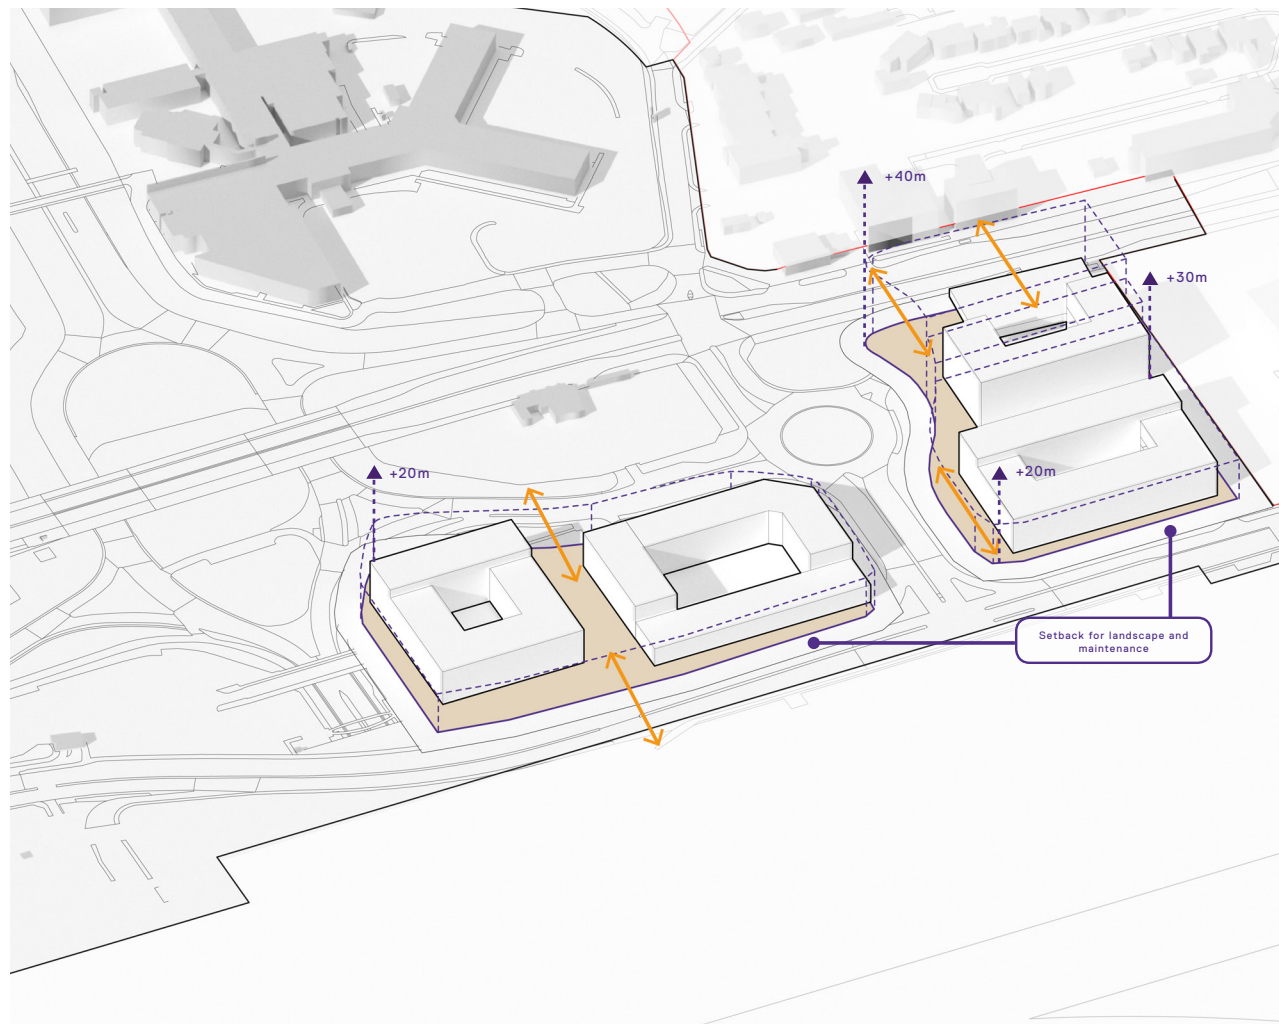 +40m
+30m
+20m
+20m
Setback for landscape and
maintenance